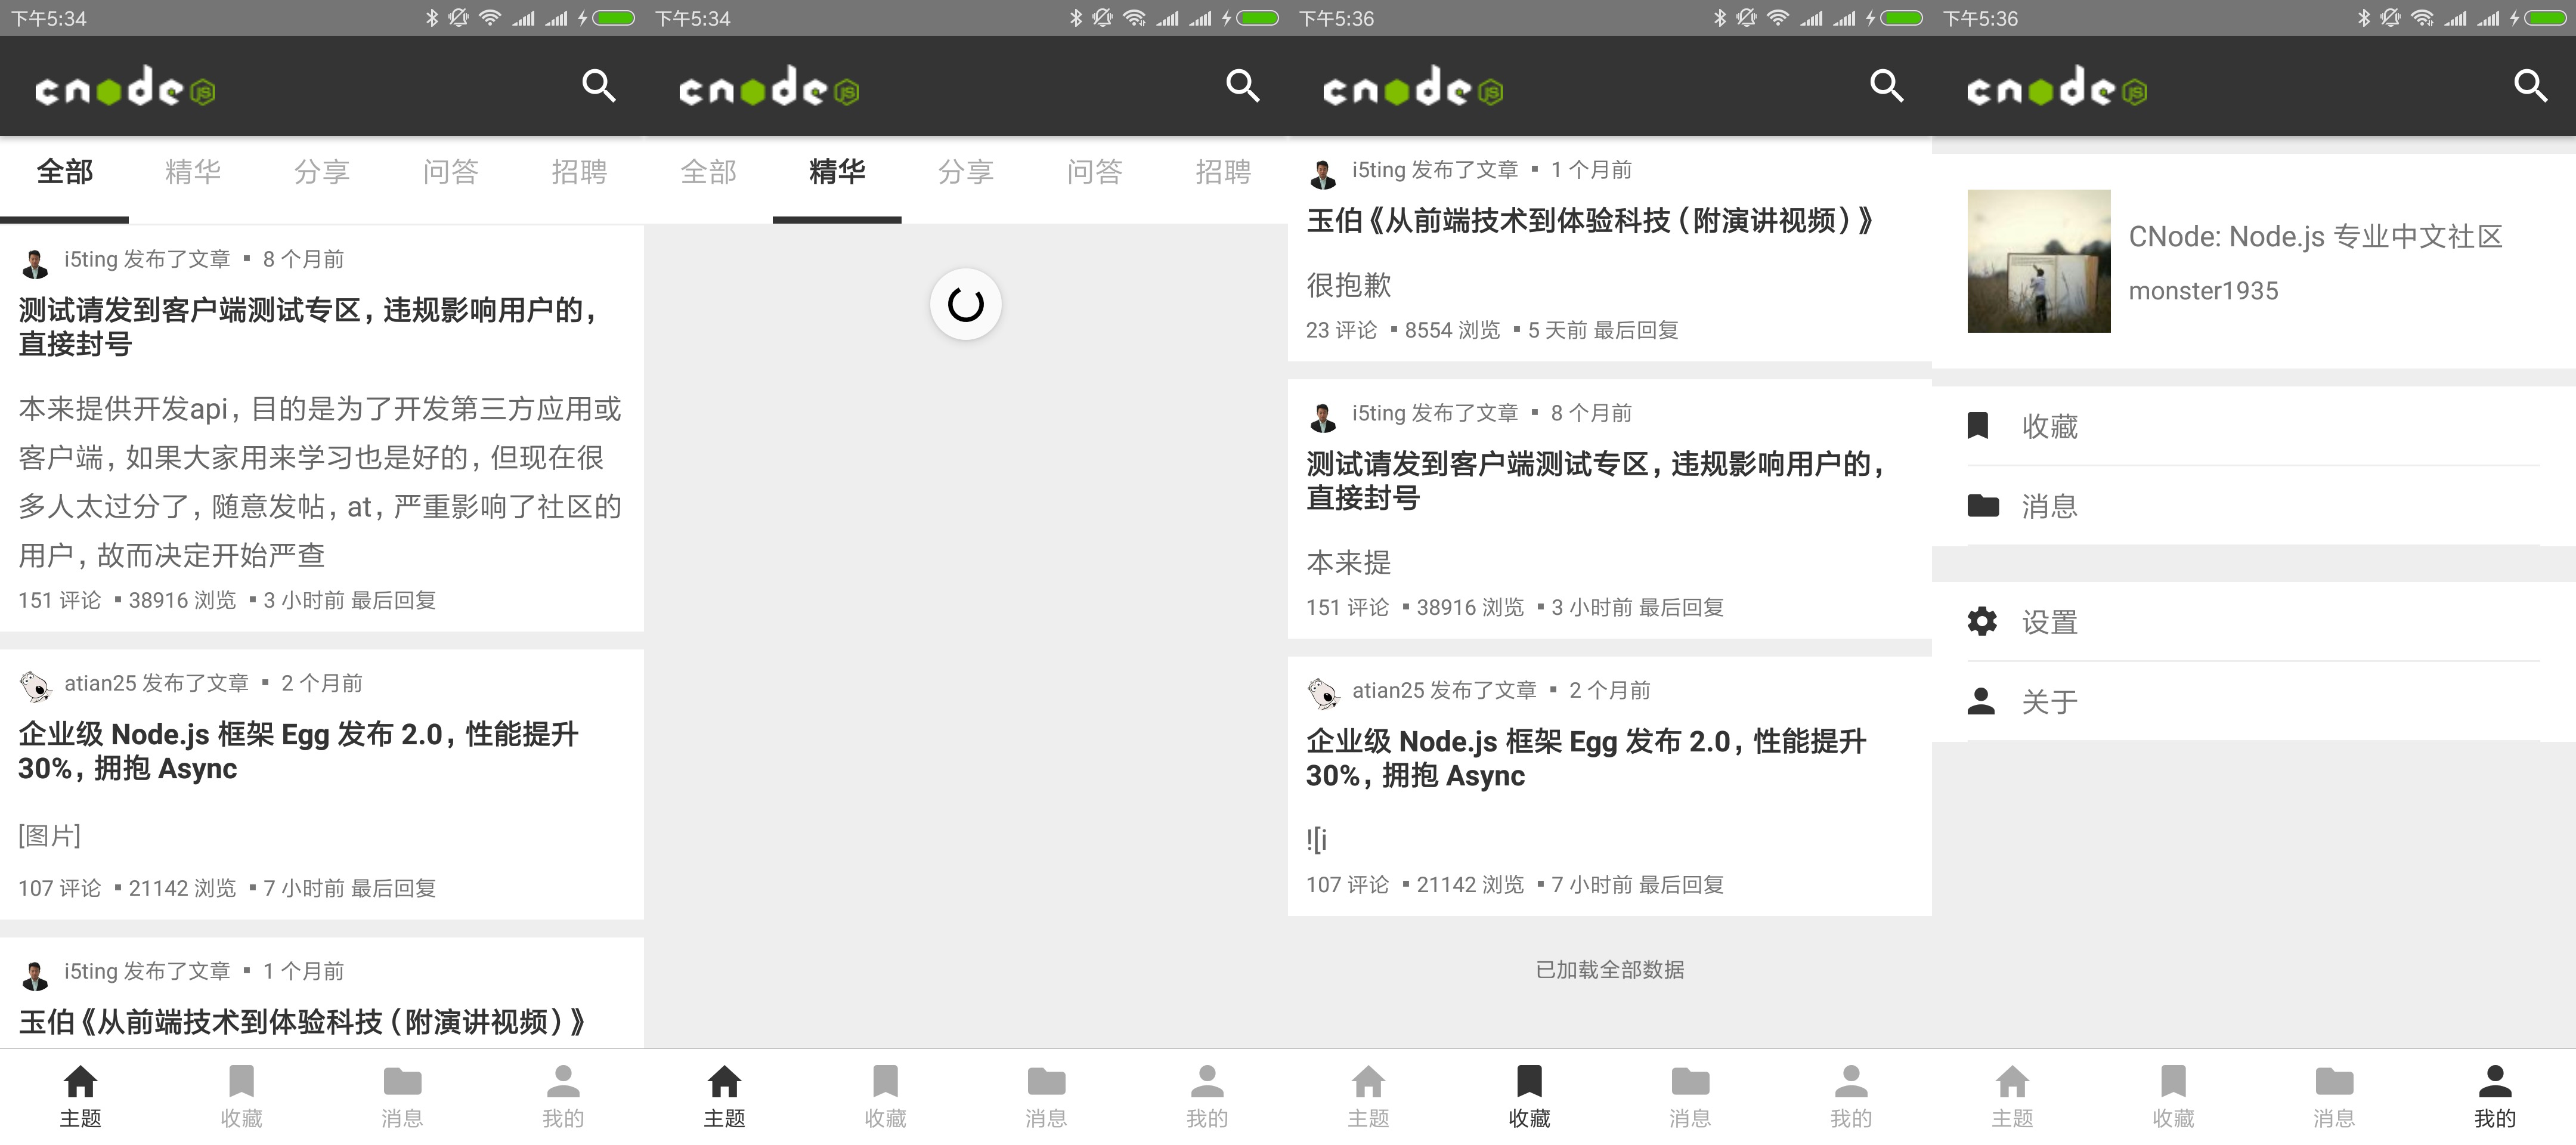 下午5:34
cnode JS
全部 精华 分享 问答 招聘
i5ting 发布了文章 ▪ 8 个月前
测试请发到客户端测试专区，违规影响用户的，
直接封号
本来提供开发api，目的是为了开发第三方应用或
客户端，如果大家用来学习也是好的，但现在很
多人太过分了，随意发帖，at，严重影响了社区的
用户，故而决定开始严查
151 评论 ▪ 38916 浏览 ▪ 3 小时前 最后回复
atian25 发布了文章 ▪ 2 个月前
企业级 Node.js 框架 Egg 发布 2.0，性能提升
30%，拥抱 Async
[图片]
107 评论 ▪ 21142 浏览 ▪ 7 小时前 最后回复
i5ting 发布了文章 ▪ 1 个月前
玉伯《从前端技术到体验科技（附演讲视频）》
主题 收藏 消息 我的
下午5:34
cnode JS
全部 精华 分享 问答 招聘
主题 收藏 消息 我的
下午5:36
cnode JS
i5ting 发布了文章 ▪ 1 个月前
玉伯《从前端技术到体验科技（附演讲视频）》
很抱歉
23 评论 ▪ 8554 浏览 ▪ 5 天前 最后回复
i5ting 发布了文章 ▪ 8 个月前
测试请发到客户端测试专区，违规影响用户的，
直接封号
本来提
151 评论 ▪ 38916 浏览 ▪ 3 小时前 最后回复
atian25 发布了文章 ▪ 2 个月前
企业级 Node.js 框架 Egg 发布 2.0，性能提升
30%，拥抱 Async
![i
107 评论 ▪ 21142 浏览 ▪ 7 小时前 最后回复
已加载全部数据
主题 收藏 消息 我的
下午5:36
cnode JS
CNode: Node.js 专业中文社区
monster1935
收藏
消息
设置
关于
主题 收藏 消息 我的